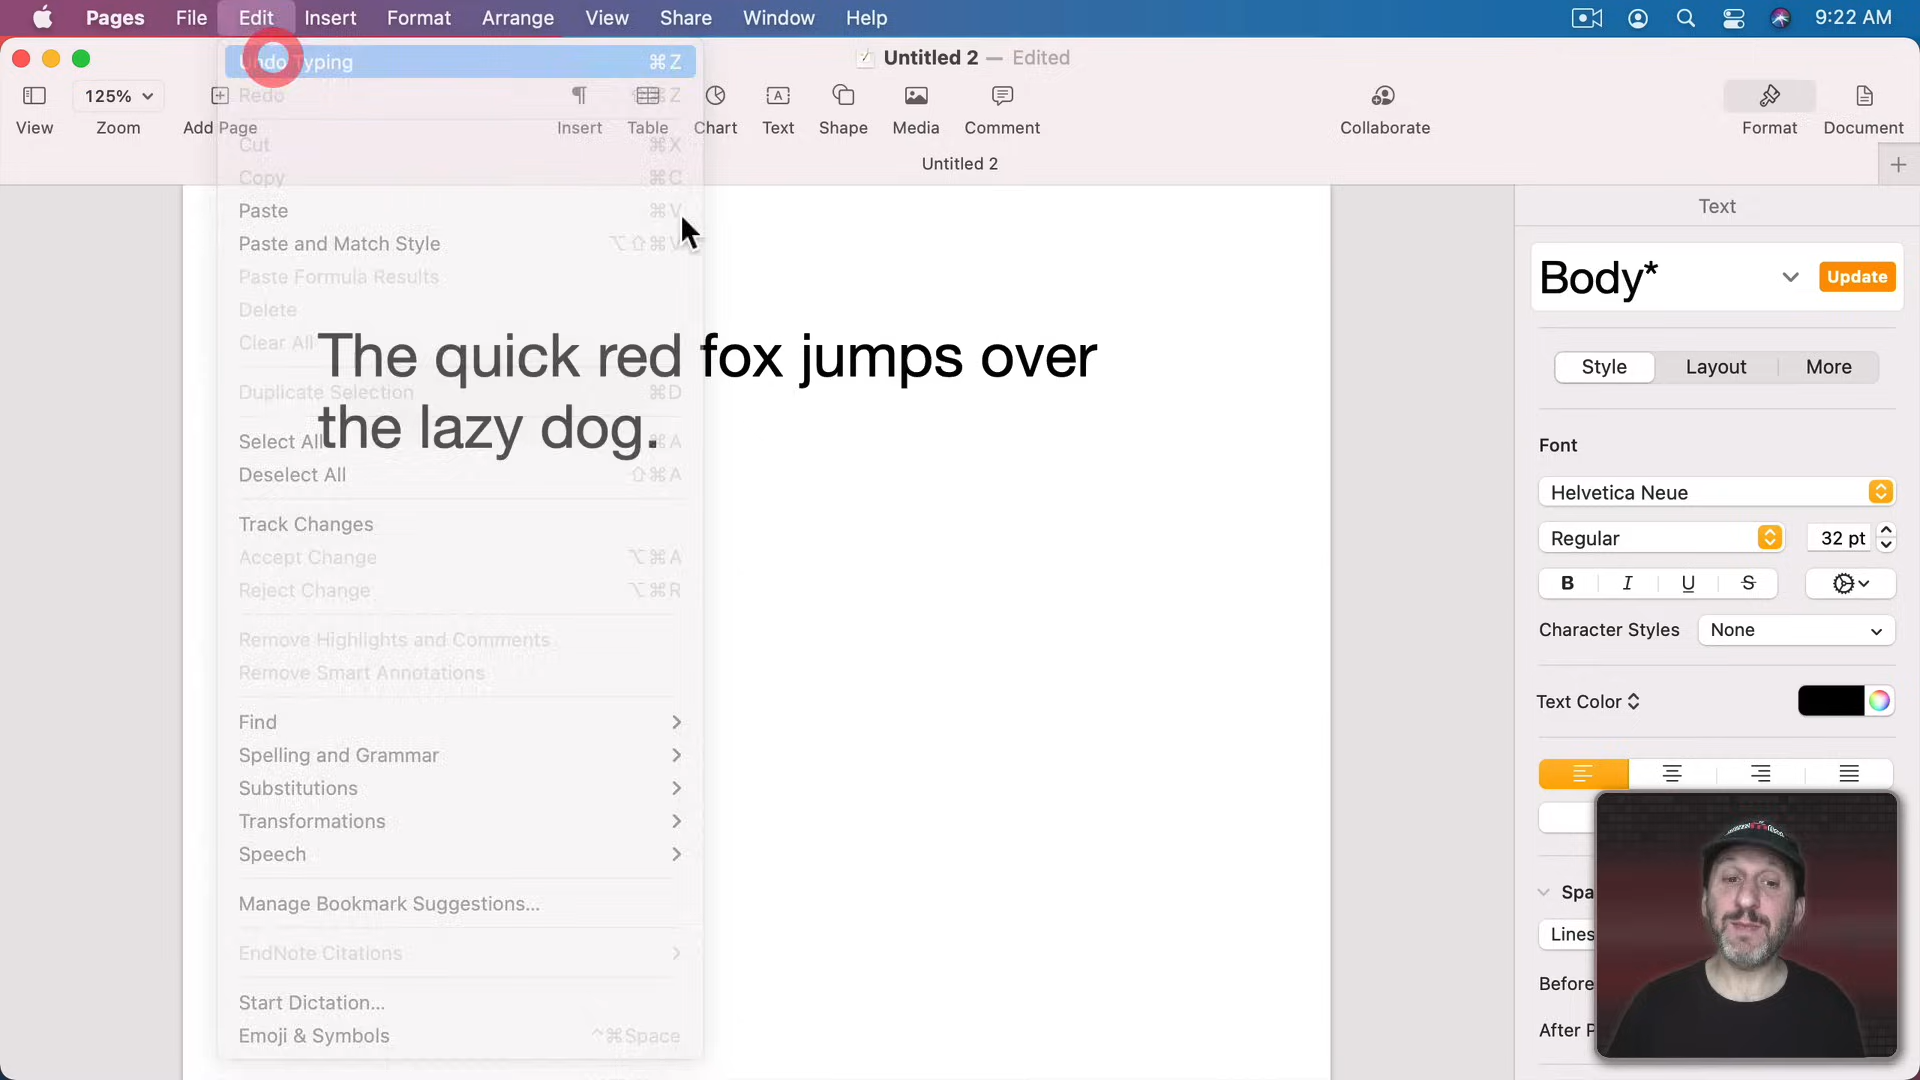 Pages File Edit Insert Format Arrange View Share Window Help 9:22 AM
Untitled 2 — Edited
125%
View Zoom Add Page Insert Table Chart Text Shape Media Comment Collaborate Format Document
Untitled 2
Undo Typing ⌘Z
Redo ⇧⌘Z
Cut ⌘X
Copy ⌘C
Paste ⌘V
Paste and Match Style ⌥⇧⌘V
Paste Formula Results
Delete
Clear All
Duplicate Selection ⌘D
Select All ⌘A
Deselect All ⇧⌘A
Track Changes
Accept Change ⌥⌘A
Reject Change ⌥⌘R
Remove Highlights and Comments
Remove Smart Annotations
Find
Spelling and Grammar
Substitutions
Transformations
Speech
Manage Bookmark Suggestions...
EndNote Citations
Start Dictation...
Emoji & Symbols ^⌘Space
The quick red fox jumps over
the lazy dog.
Text
Body* Update
Style Layout More
Font
Helvetica Neue
Regular 32 pt
B I U S
Character Styles None
Text Color
Spa
Lines
Before
After P